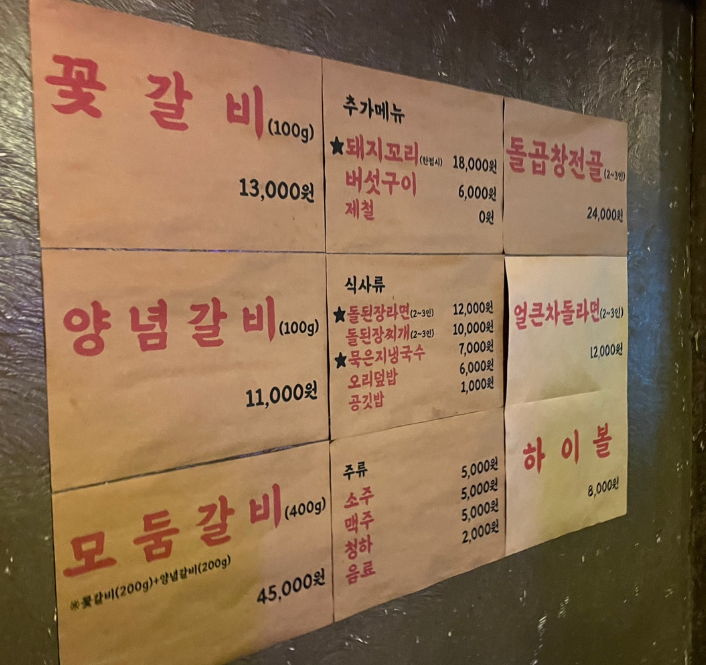 꽃갈비(100g)
13,000원
양념갈비(100g)
11,000원
모둠갈비(400g)
※꽃갈비(200g)+양념갈비(200g)
45,000원
추가메뉴
★돼지꼬리(한접시) 18,000원
버섯구이 6,000원
제철 0원
식사류
★돌된장라면(2~3인) 12,000원
돌된장찌개(2~3인) 10,000원
★묵은지냉국수 7,000원
오리덮밥 6,000원
공깃밥 1,000원
주류
소주 5,000원
맥주 5,000원
청하 5,000원
음료 2,000원
돌곱창전골(2~3인)
24,000원
얼큰차돌라면(2~3인)
12,000원
하이볼
8,000원